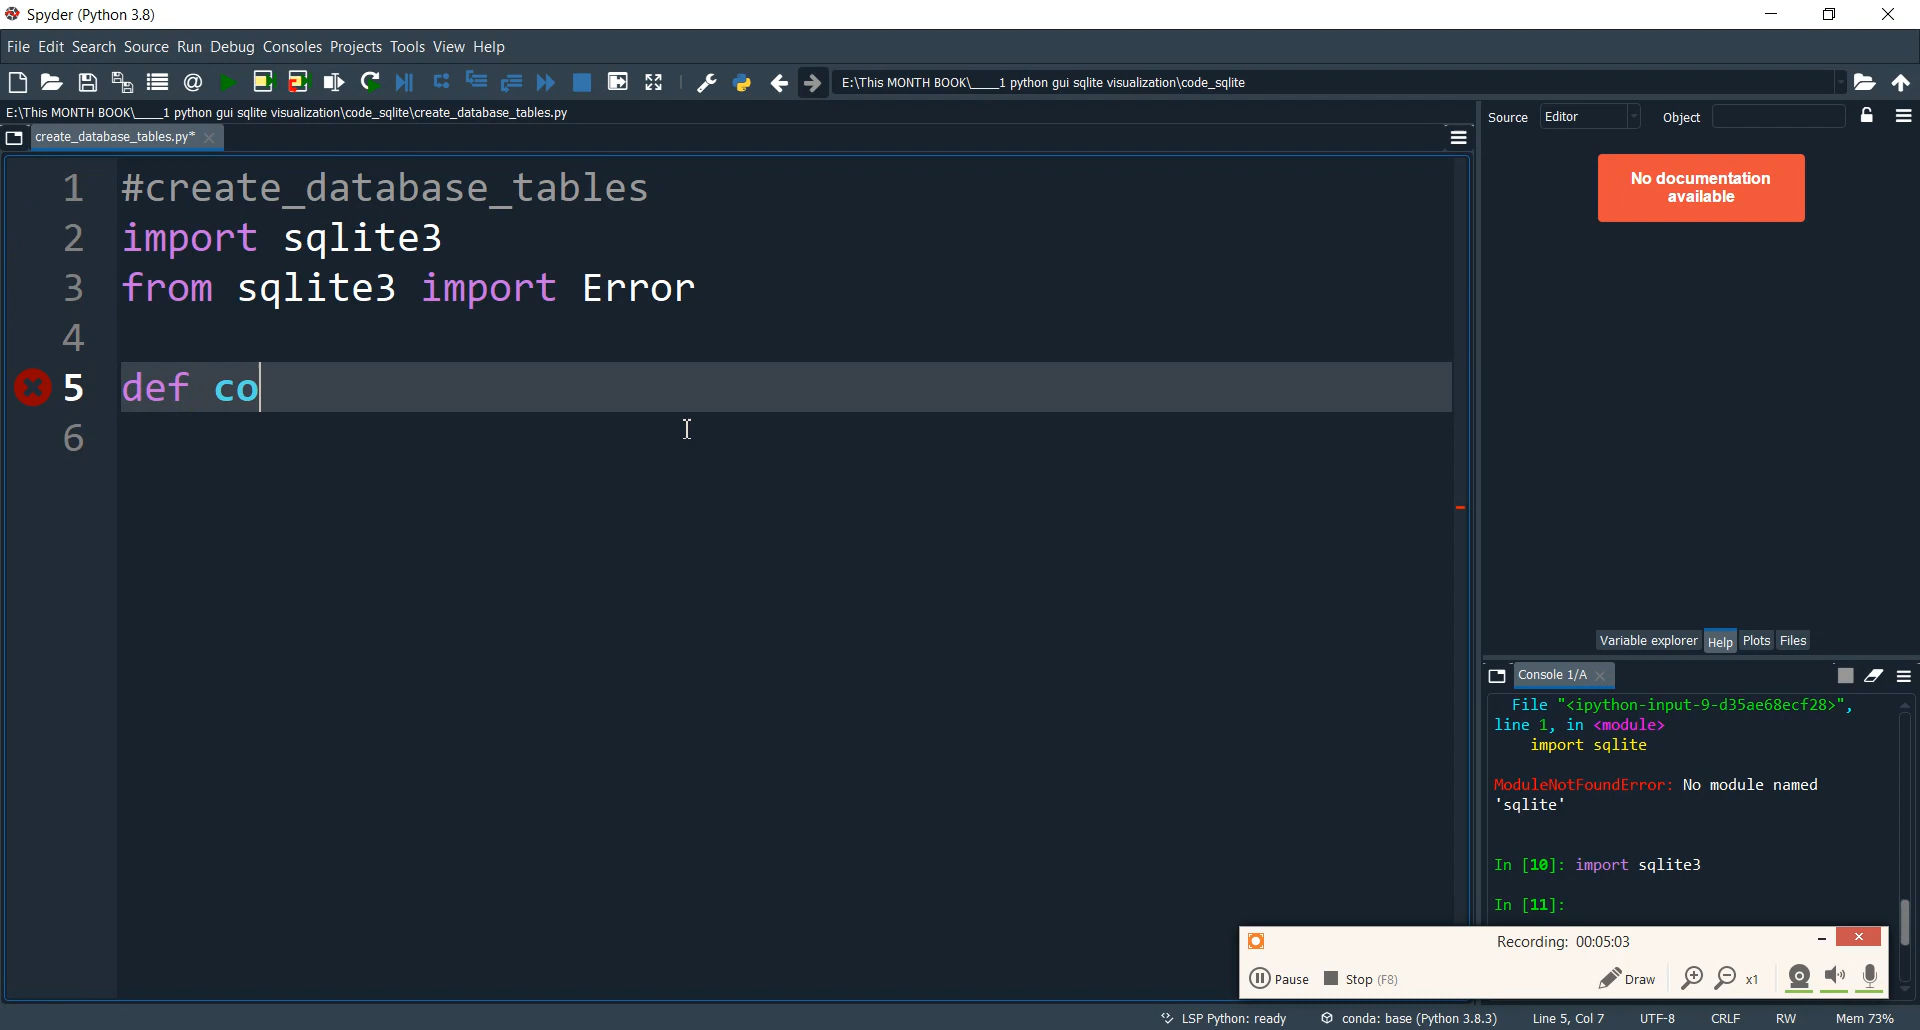 Spyder (Python 3.8)
File Edit Search Source Run Debug Consoles Projects Tools View Help
E:\This MONTH BOOK\____1 python gui sqlite visualization\code_sqlite
E:\This MONTH BOOK\____1 python gui sqlite visualization\code_sqlite\create_database_tables.py
Source Editor Object
create_database_tables.py*
1 #create_database_tables
2 import sqlite3
3 from sqlite3 import Error
4
5 def co
6
No documentation
available
Variable explorer Help Plots Files
Console 1/A
File "<ipython-input-9-d35ae68ecf28>",
line 1, in <module>
import sqlite
ModuleNotFoundError: No module named
'sqlite'
In [10]: import sqlite3
In [11]:
Recording: 00:05:03
Pause Stop (F8) Draw x1
LSP Python: ready conda: base (Python 3.8.3) Line 5, Col 7 UTF-8 CRLF RW Mem 73%